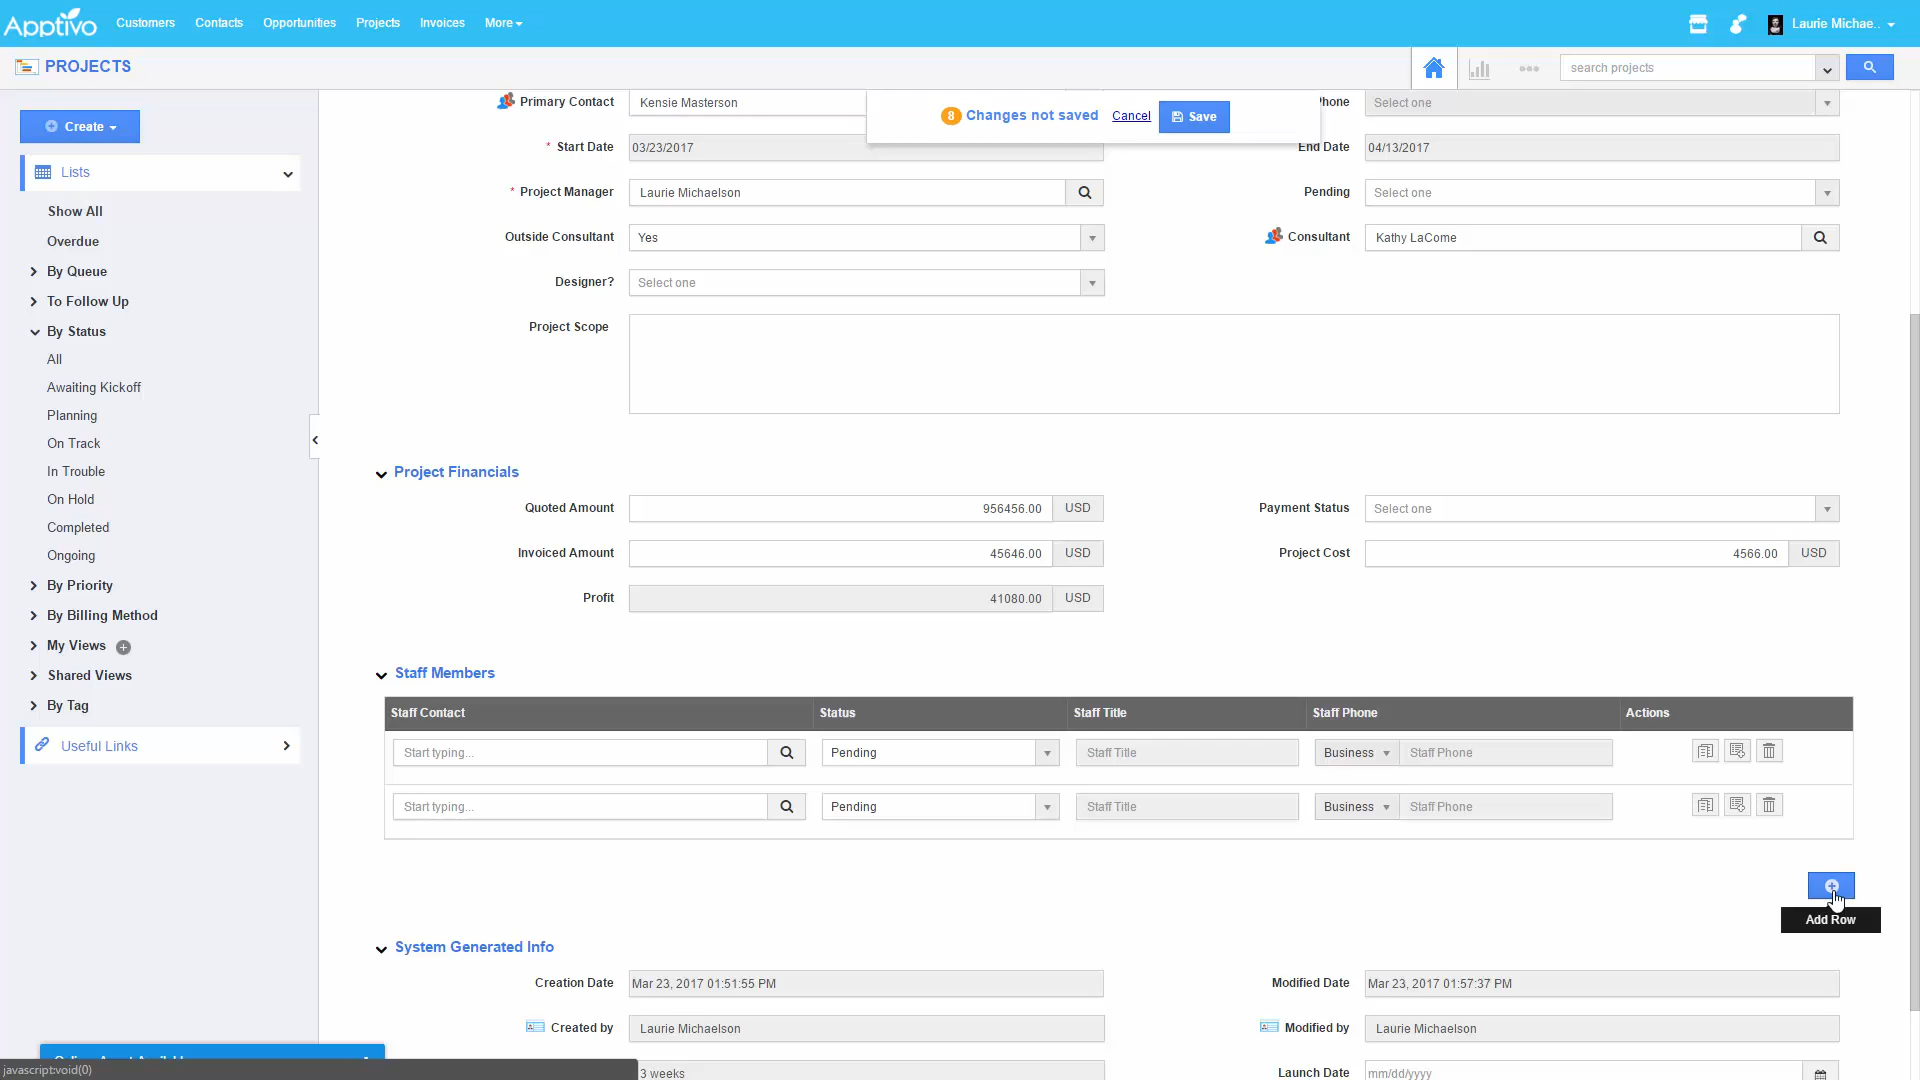 Apptivo
Customers
Contacts
Opportunities
Projects
Invoices
More
Laurie Michae..
PROJECTS
search projects
Create
Lists
Show All
Overdue
By Queue
To Follow Up
By Status
All
Awaiting Kickoff
Planning
On Track
In Trouble
On Hold
Completed
Ongoing
By Priority
By Billing Method
My Views
Shared Views
By Tag
Useful Links
8 Changes not saved Cancel Save
Primary Contact Kensie Masterson
Phone Select one
* Start Date 03/23/2017
End Date 04/13/2017
* Project Manager Laurie Michaelson
Pending Select one
Outside Consultant Yes
Consultant Kathy LaCome
Designer? Select one
Project Scope
Project Financials
Quoted Amount 956456.00 USD
Payment Status Select one
Invoiced Amount 45646.00 USD
Project Cost 4566.00 USD
Profit 41080.00 USD
Staff Members
Staff Contact Status Staff Title Staff Phone Actions
Start typing... Pending Staff Title Business Staff Phone
Start typing... Pending Staff Title Business Staff Phone
Add Row
System Generated Info
Creation Date Mar 23, 2017 01:51:55 PM
Modified Date Mar 23, 2017 01:57:37 PM
Created by Laurie Michaelson
Modified by Laurie Michaelson
3 weeks
Launch Date mm/dd/yyyy
javascript:void(0)